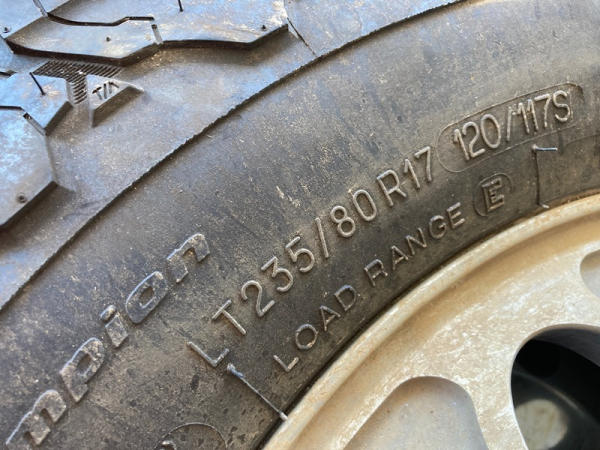 T/A
mpion
LT235/80R17 120/117S
LOAD RANGE E